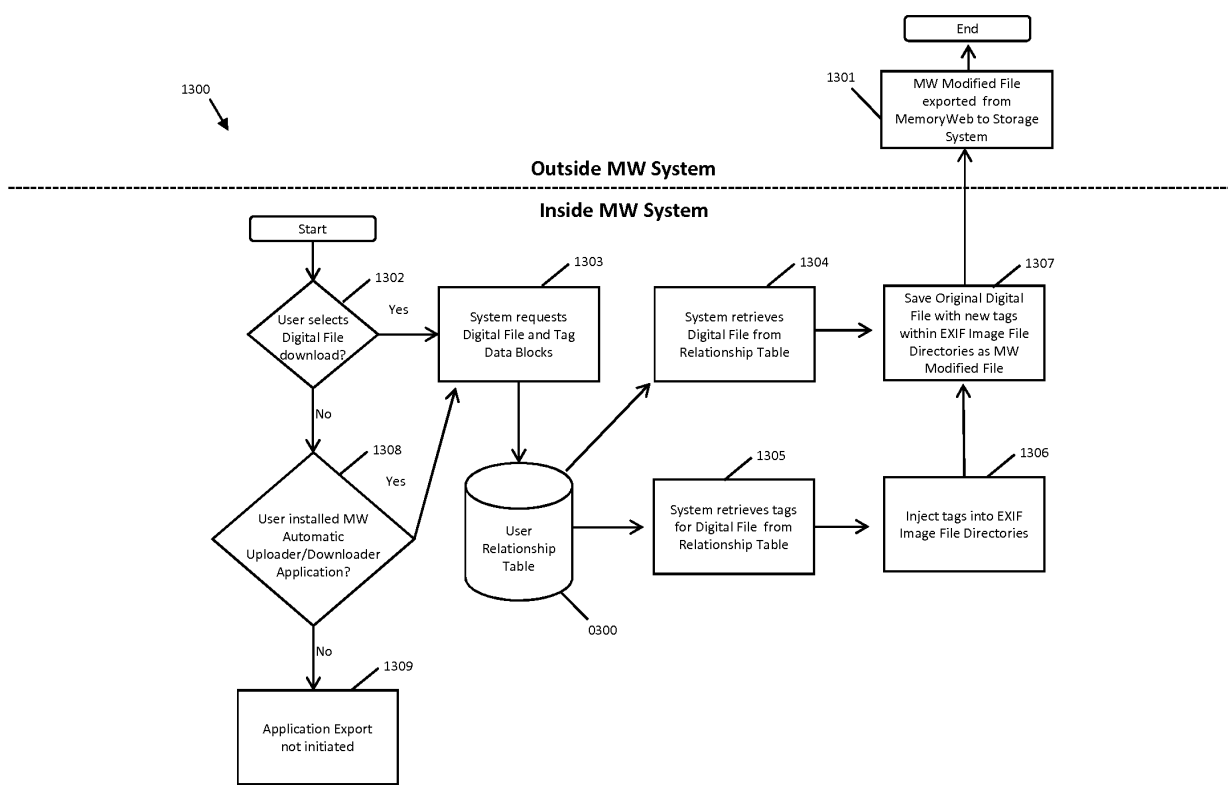 End
1301
MW Modified File
exported from
MemoryWeb to Storage
System
1300
Outside MW System
Inside MW System
Start
1302
User selects
Digital File
download?
Yes
1303
System requests
Digital File and Tag
Data Blocks
1304
System retrieves
Digital File from
Relationship Table
1307
Save Original Digital
File with new tags
within EXIF Image File
Directories as MW
Modified File
No
1308
User installed MW
Automatic
Uploader/Downloader
Application?
Yes
User
Relationship
Table
0300
1305
System retrieves tags
for Digital File from
Relationship Table
1306
Inject tags into EXIF
Image File Directories
No
1309
Application Export
not initiated